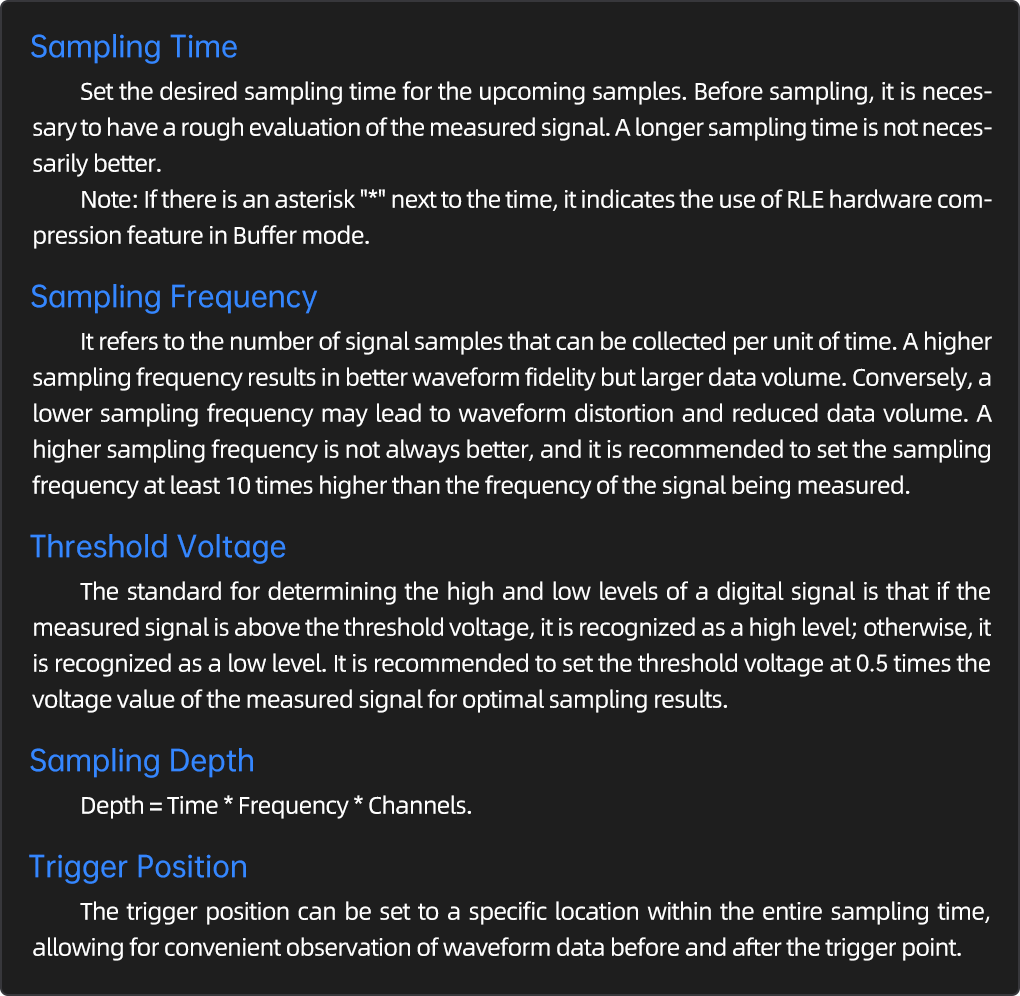 Sampling Time
Set the desired sampling time for the upcoming samples. Before sampling, it is neces-
sary to have a rough evaluation of the measured signal. A longer sampling time is not neces-
sarily better.
Note: If there is an asterisk "*" next to the time, it indicates the use of RLE hardware com-
pression feature in Buffer mode.
Sampling Frequency
It refers to the number of signal samples that can be collected per unit of time. A higher
sampling frequency results in better waveform fidelity but larger data volume. Conversely, a
lower sampling frequency may lead to waveform distortion and reduced data volume. A
higher sampling frequency is not always better, and it is recommended to set the sampling
frequency at least 10 times higher than the frequency of the signal being measured.
Threshold Voltage
The standard for determining the high and low levels of a digital signal is that if the
measured signal is above the threshold voltage, it is recognized as a high level; otherwise, it
is recognized as a low level. It is recommended to set the threshold voltage at 0.5 times the
voltage value of the measured signal for optimal sampling results.
Sampling Depth
Depth = Time * Frequency * Channels.
Trigger Position
The trigger position can be set to a specific location within the entire sampling time,
allowing for convenient observation of waveform data before and after the trigger point.